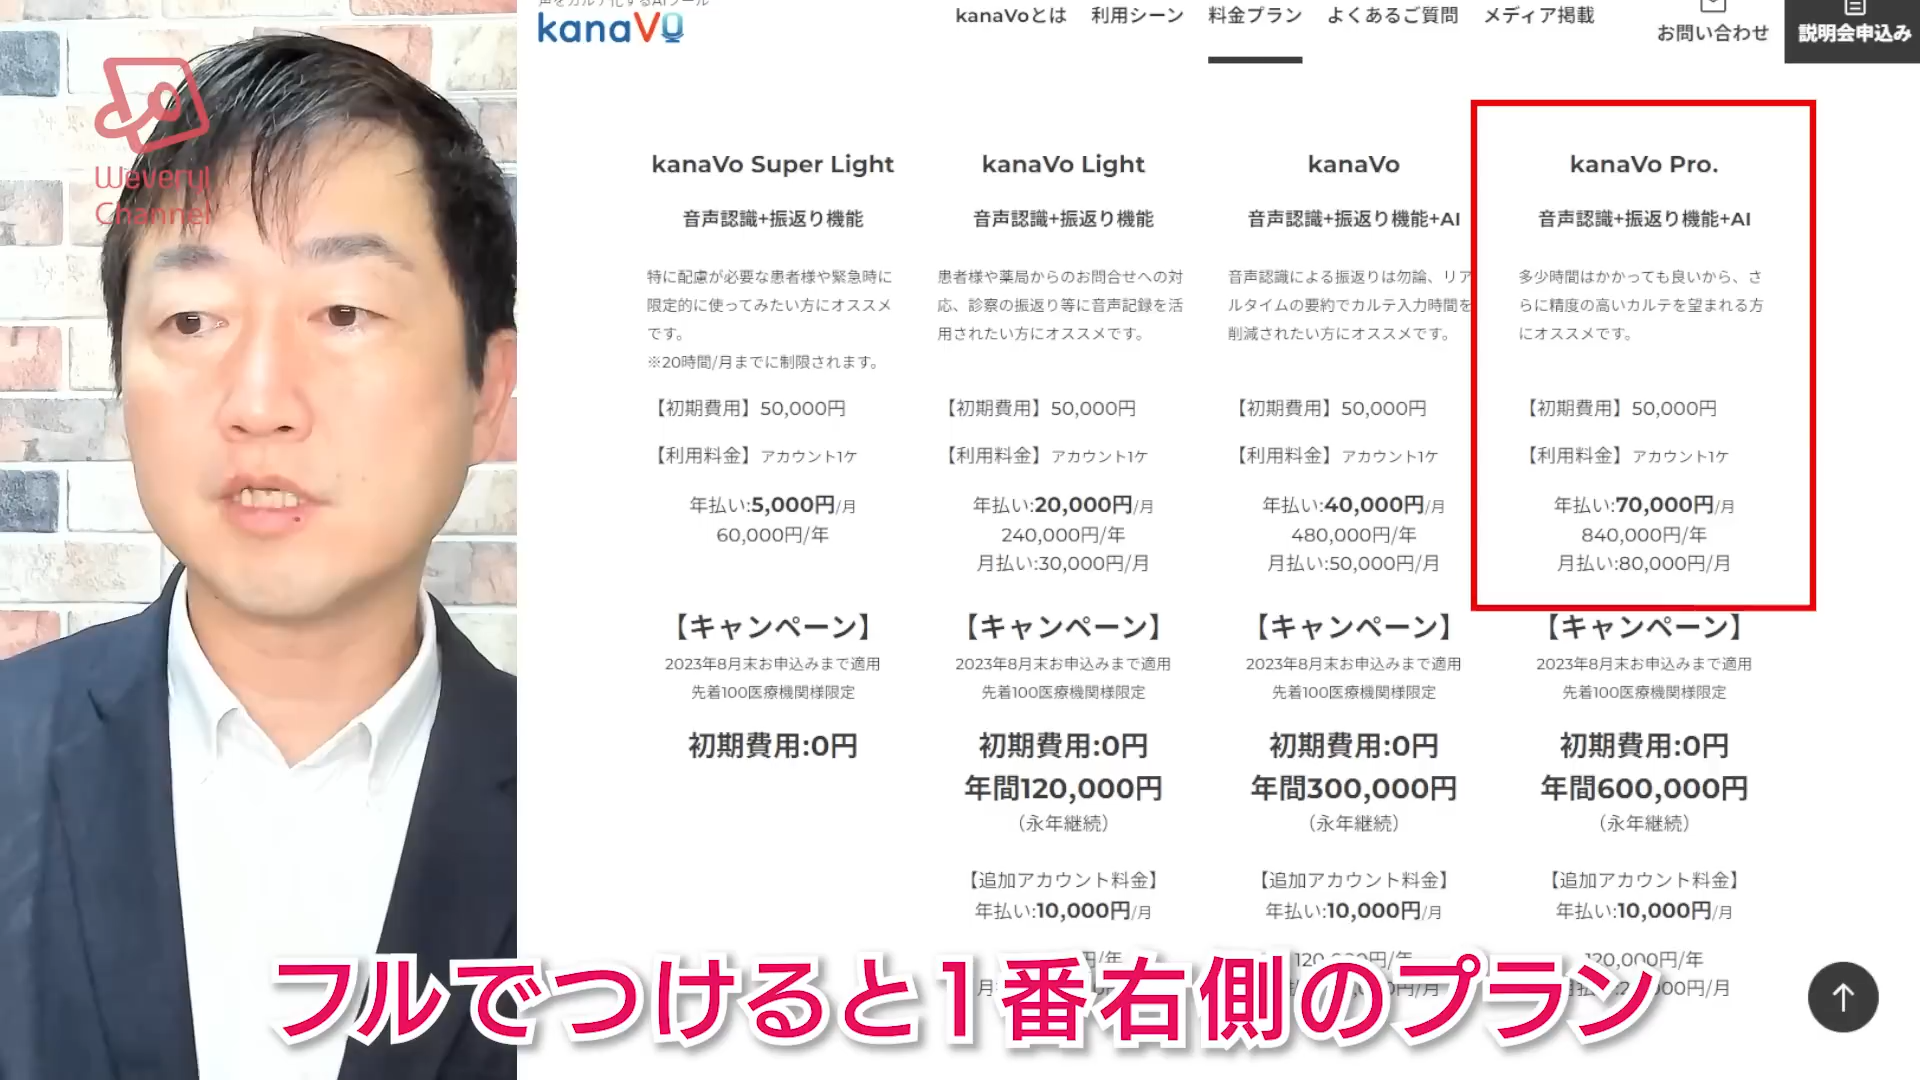 声をカルテ化するAIツール
kanaVo
kanaVoとは 利用シーン 料金プラン よくあるご質問 メディア掲載
お問い合わせ
説明会申込み
Weveryl
Channel
kanaVo Super Light
音声認識+振返り機能
特に配慮が必要な患者様や緊急時に
限定的に使ってみたい方にオススメ
です。
※20時間/月までに制限されます。
【初期費用】50,000円
【利用料金】アカウント1ケ
年払い:5,000円/月
60,000円/年
【キャンペーン】
2023年8月末お申込みまで適用
先着100医療機関様限定
初期費用:0円
kanaVo Light
音声認識+振返り機能
患者様や薬局からのお問合せへの対
応、診察の振返り等に音声記録を活
用されたい方にオススメです。
【初期費用】50,000円
【利用料金】アカウント1ケ
年払い:20,000円/月
240,000円/年
月払い:30,000円/月
【キャンペーン】
2023年8月末お申込みまで適用
先着100医療機関様限定
初期費用:0円
年間120,000円
（永年継続）
【追加アカウント料金】
年払い:10,000円/月
円/年
月
kanaVo
音声認識+振返り機能+AI
音声認識による振返りは勿論、リア
ルタイムの要約でカルテ入力時間を
削減されたい方にオススメです。
【初期費用】50,000円
【利用料金】アカウント1ケ
年払い:40,000円/月
480,000円/年
月払い:50,000円/月
【キャンペーン】
2023年8月末お申込みまで適用
先着100医療機関様限定
初期費用:0円
年間300,000円
（永年継続）
【追加アカウント料金】
年払い:10,000円/月
120,000円/年
円/月
kanaVo Pro.
音声認識+振返り機能+AI
多少時間はかかっても良いから、さ
らに精度の高いカルテを望まれる方
にオススメです。
【初期費用】50,000円
【利用料金】アカウント1ケ
年払い:70,000円/月
840,000円/年
月払い:80,000円/月
【キャンペーン】
2023年8月末お申込みまで適用
先着100医療機関様限定
初期費用:0円
年間600,000円
（永年継続）
【追加アカウント料金】
年払い:10,000円/月
120,000円/年
円/月
フルでつけると1番右側のプラン